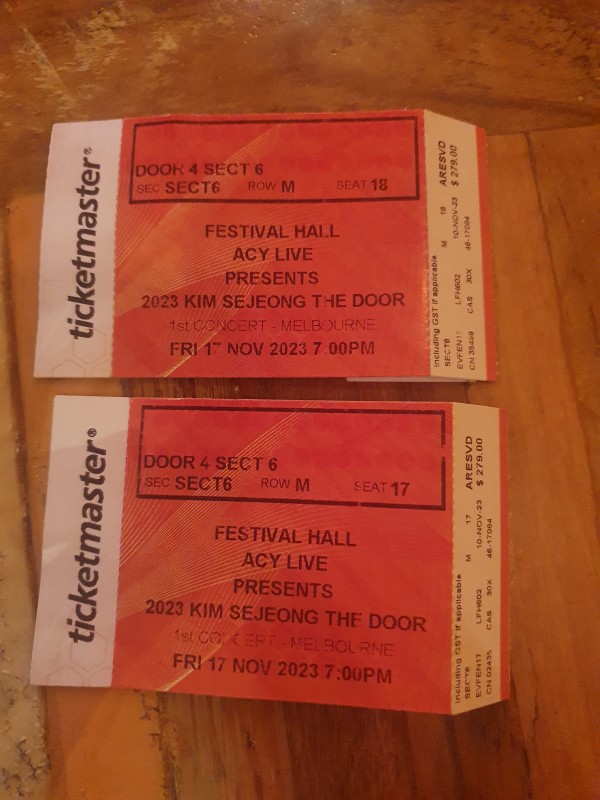 ticketmaster®
DOOR 4 SECT 6
SEC SECT6 ROW M SEAT 18
FESTIVAL HALL
ACY LIVE
PRESENTS
2023 KIM SEJEONG THE DOOR
1st CONCERT - MELBOURNE
FRI 17 NOV 2023 7.00PM
ARESVD
$ 279.00
M 18
10-NOV-23
46-17064
including GST if applicable
LFH602
CAS 30X
SECT6
ticketmaster®
DOOR 4 SECT 6
SEC SECT6 ROW M SEAT 17
FESTIVAL HALL
ACY LIVE
PRESENTS
2023 KIM SEJEONG THE DOOR
1st CONCERT - MELBOURNE
FRI 17 NOV 2023 7:00PM
ARESVD
$ 279.00
M 17
10-NOV-23
46-17064
including GST if applicable
LFH602
CAS 30X
SECT6
EVFEN17
CN 02435